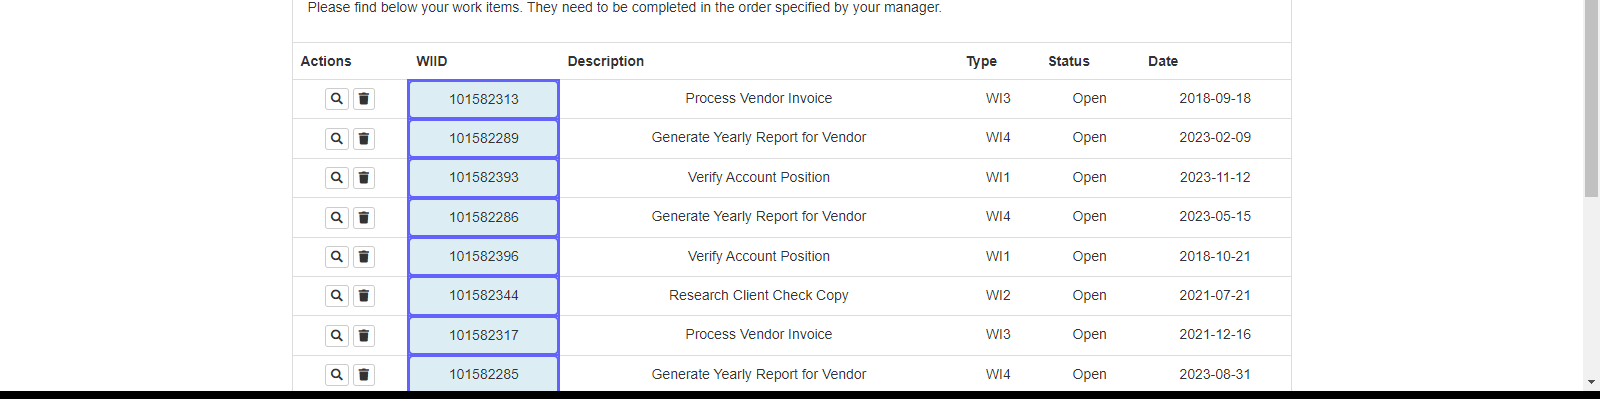 Please find below your work items. They need to be completed in the order specified by your manager.
Actions WIID Description Type Status Date
101582313 Process Vendor Invoice WI3 Open 2018-09-18
101582289 Generate Yearly Report for Vendor WI4 Open 2023-02-09
101582393 Verify Account Position WI1 Open 2023-11-12
101582286 Generate Yearly Report for Vendor WI4 Open 2023-05-15
101582396 Verify Account Position WI1 Open 2018-10-21
101582344 Research Client Check Copy WI2 Open 2021-07-21
101582317 Process Vendor Invoice WI3 Open 2021-12-16
101582285 Generate Yearly Report for Vendor WI4 Open 2023-08-31